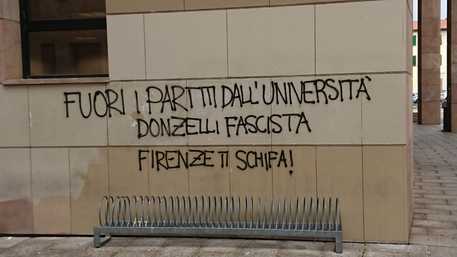 FUORI I PARTITI DALL'UNIVERSITÀ
DONZELLI FASCISTA
FIRENZE TI SCHIFA!